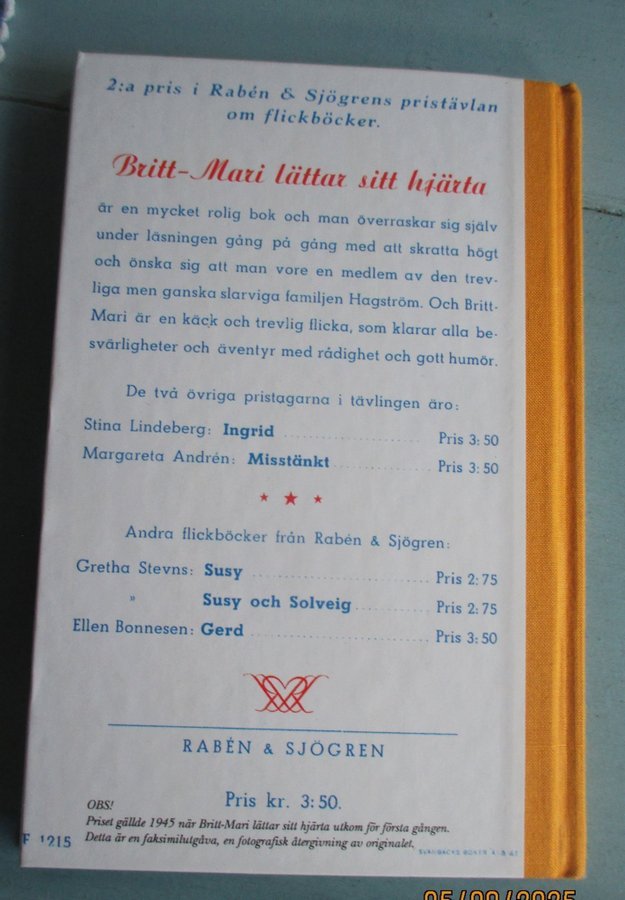 2:a pris i Rabén & Sjögrens pristävlan
om flickböcker.
Britt-Mari lättar sitt hjärta
är en mycket rolig bok och man överraskar sig själv
under läsningen gång på gång med att skratta högt
och önska sig att man vore en medlem av den trev-
liga men ganska slarviga familjen Hagström. Och Britt-
Mari är en käck och trevlig flicka, som klarar alla be-
svärligheter och äventyr med rådighet och gott humör.
De två övriga pristagarna i tävlingen äro:
Stina Lindeberg: Ingrid Pris 3:50
Margareta Andrén: Misstänkt Pris 3:50
Andra flickböcker från Rabén & Sjögren:
Gretha Stevns: Susy Pris 2:75
» Susy och Solveig Pris 2:75
Ellen Bonnesen: Gerd Pris 3:50
RABÉN & SJÖGREN
Pris kr. 3:50.
OBS!
Priset gällde 1945 när Britt-Mari lättar sitt hjärta utkom för första gången.
Detta är en faksimilutgåva, en fotografisk återgivning av originalet.
F 1215